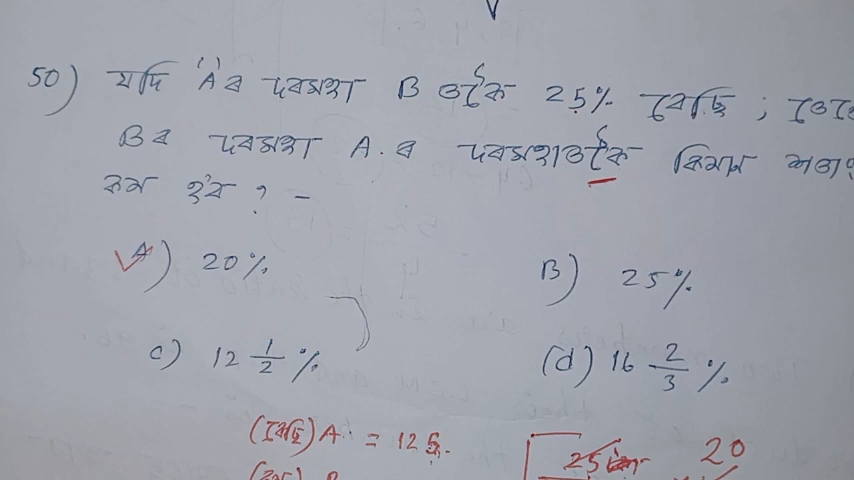 50) যদি 'A'ৰ দৰমহা B তকৈ 25% বেছি ;
Bৰ দৰমহা A.ৰ দৰমহাতকৈ কিমান
কম হ'ব ? -
A) 20%
B) 25%
c) 12 1/2 %
(d) 16 2/3 %
(বেছি) A = 125
20